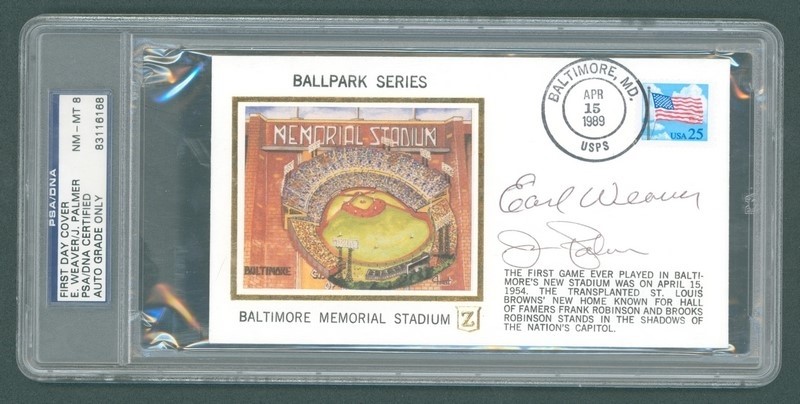 PSA/DNA
FIRST DAY COVER
E. WEAVER/J. PALMER
PSA/DNA CERTIFIED
AUTO GRADE ONLY
NM-MT 8
83116168
BALLPARK SERIES
MEMORIAL STADIUM
BALTIMORE
BALTIMORE MEMORIAL STADIUM
Z
BALTIMORE, MD.
APR
15
1989
USPS
USA 25
Earl Weaver
Jim Palmer
THE FIRST GAME EVER PLAYED IN BALTI-
MORE'S NEW STADIUM WAS ON APRIL 15,
1954. THE TRANSPLANTED ST. LOUIS
BROWNS' NEW HOME KNOWN FOR HALL
OF FAMERS FRANK ROBINSON AND BROOKS
ROBINSON STANDS IN THE SHADOWS OF
THE NATION'S CAPITOL.